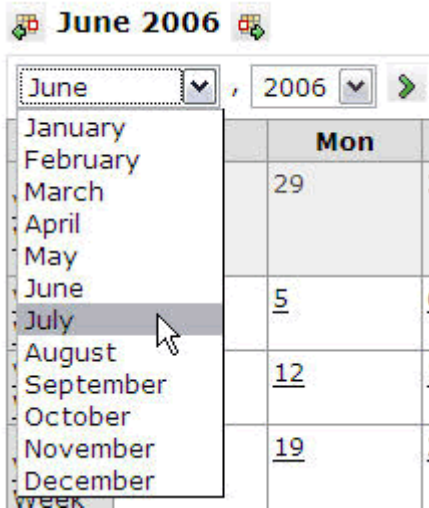 June 2006
June , 2006
January
February
March
April
May
June
July
August
September
October
November
December
Mon
29
5
12
19
Week